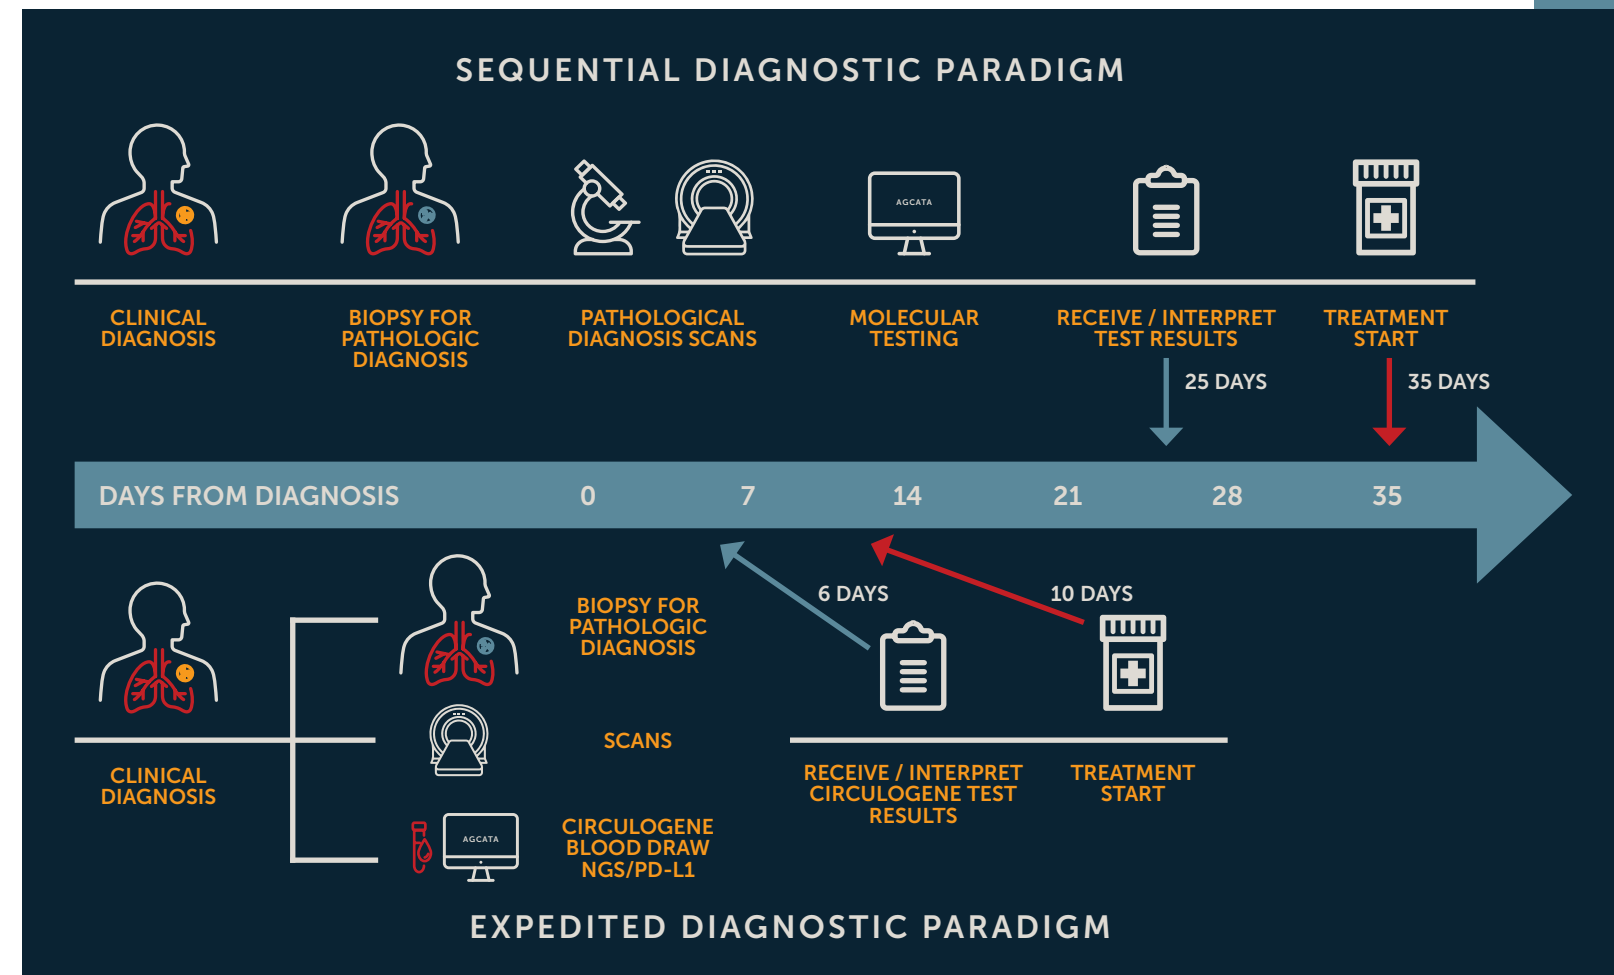 SEQUENTIAL DIAGNOSTIC PARADIGM
AGCATA
CLINICAL
DIAGNOSIS
BIOPSY FOR
PATHOLOGIC
DIAGNOSIS
PATHOLOGICAL
DIAGNOSIS SCANS
MOLECULAR
TESTING
RECEIVE / INTERPRET
TEST RESULTS
TREATMENT
START
25 DAYS
35 DAYS
DAYS FROM DIAGNOSIS 0 7 14 21 28 35
6 DAYS
10 DAYS
CLINICAL
DIAGNOSIS
BIOPSY FOR
PATHOLOGIC
DIAGNOSIS
SCANS
AGCATA
CIRCULOGENE
BLOOD DRAW
NGS/PD-L1
RECEIVE / INTERPRET
CIRCULOGENE TEST
RESULTS
TREATMENT
START
EXPEDITED DIAGNOSTIC PARADIGM